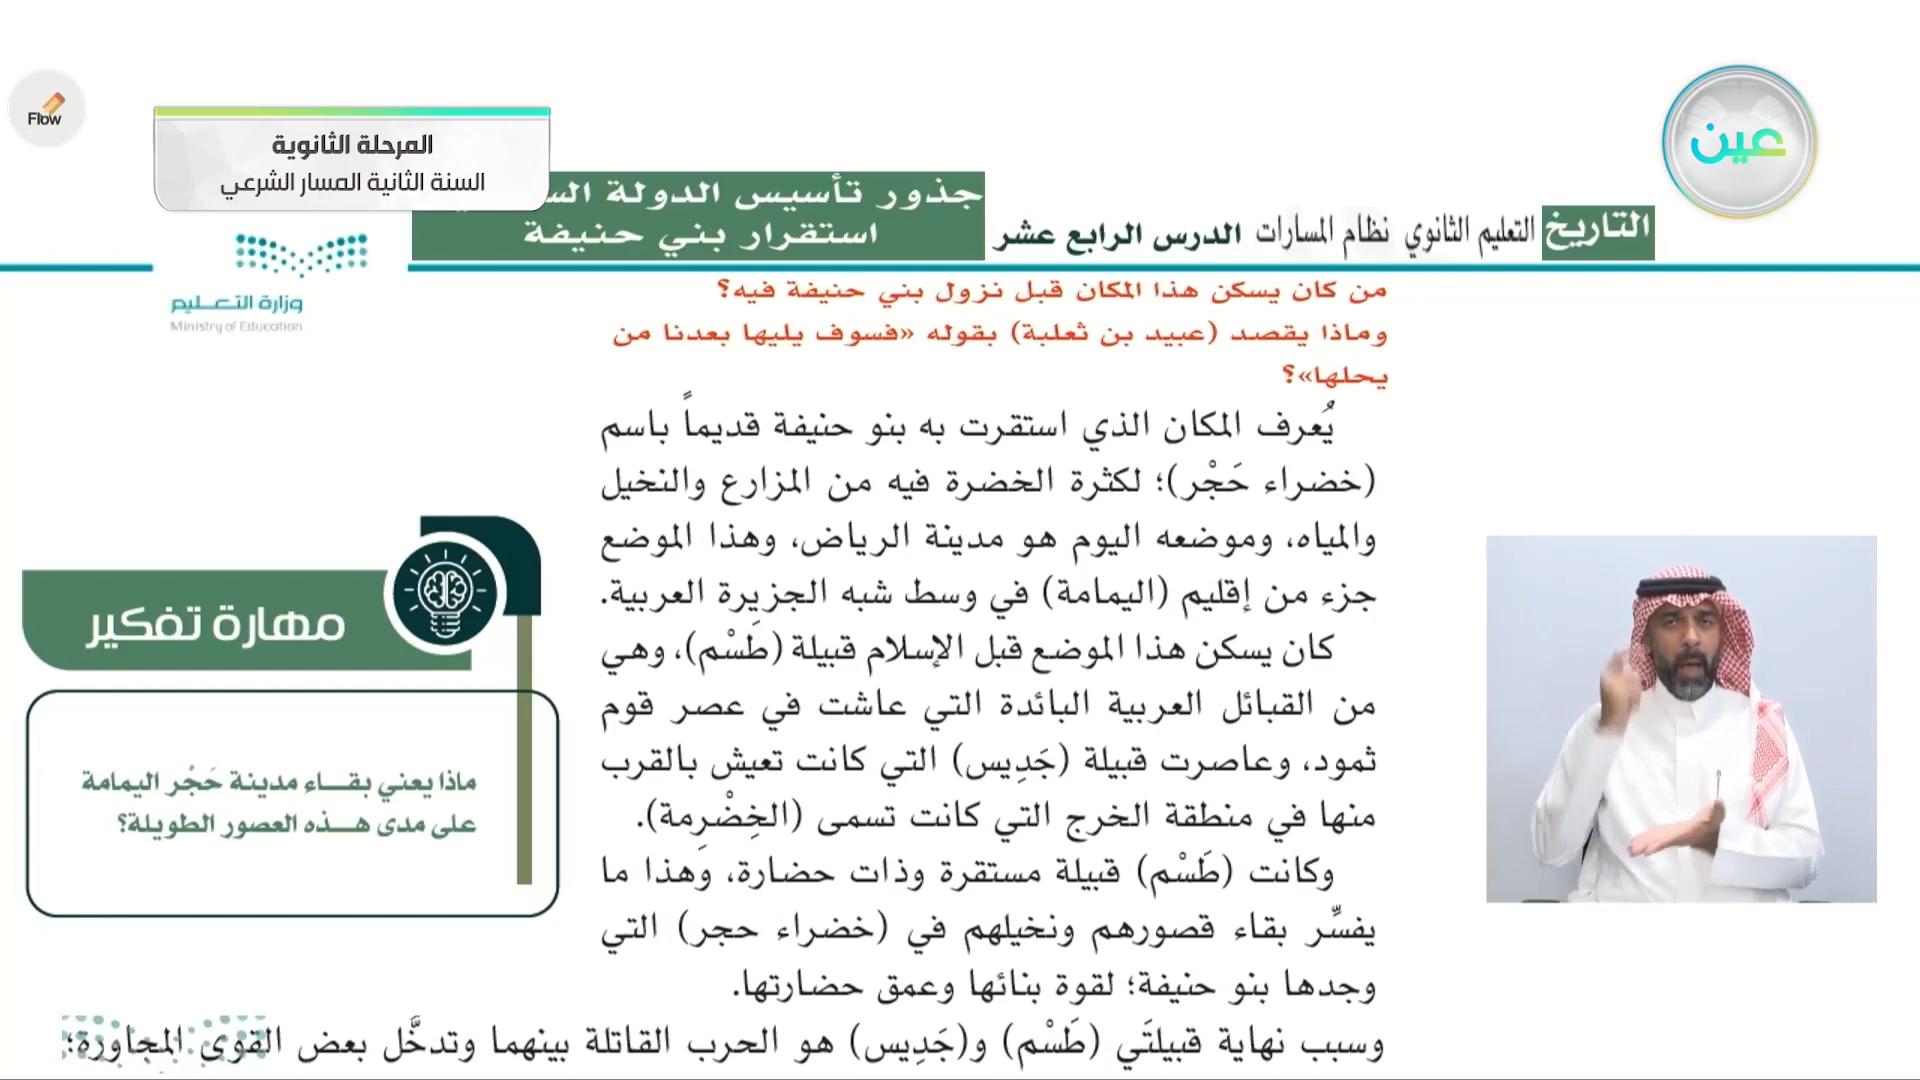 Flow
المرحلة الثانوية
السنة الثانية المسار الشرعي
عين
التاريخ التعليم الثانوي نظام المسارات الدرس الرابع عشر
جذور تأسيس الدولة
استقرار بني حنيفة
وزارة التعليم
Ministry of Education
من كان يسكن هذا المكان قبل نزول بني حنيفة فيه؟
وماذا يقصد (عبيد بن ثعلبة) بقوله «فسوف يليها بعدنا من
يحلها»؟
يُعرف المكان الذي استقرت به بنو حنيفة قديماً باسم
(خضراء حَجْر)؛ لكثرة الخضرة فيه من المزارع والنخيل
والمياه، وموضعه اليوم هو مدينة الرياض، وهذا الموضع
جزء من إقليم (اليمامة) في وسط شبه الجزيرة العربية.
كان يسكن هذا الموضع قبل الإسلام قبيلة (طَسْم)، وهي
من القبائل العربية البائدة التي عاشت في عصر قوم
ثمود، وعاصرت قبيلة (جَدِيس) التي كانت تعيش بالقرب
منها في منطقة الخرج التي كانت تسمى (الخِضْرِمة).
وكانت (طَسْم) قبيلة مستقرة وذات حضارة، وهذا ما
يفسِّر بقاء قصورهم ونخيلهم في (خضراء حجر) التي
وجدها بنو حنيفة؛ لقوة بنائها وعمق حضارتها.
وسبب نهاية قبيلتَي (طَسْم) و(جَدِيس) هو الحرب القاتلة بينهما وتدخَّل بعض القوى المجاورة؛
مهارة تفكير
ماذا يعني بقاء مدينة حَجْر اليمامة
على مدى هذه العصور الطويلة؟